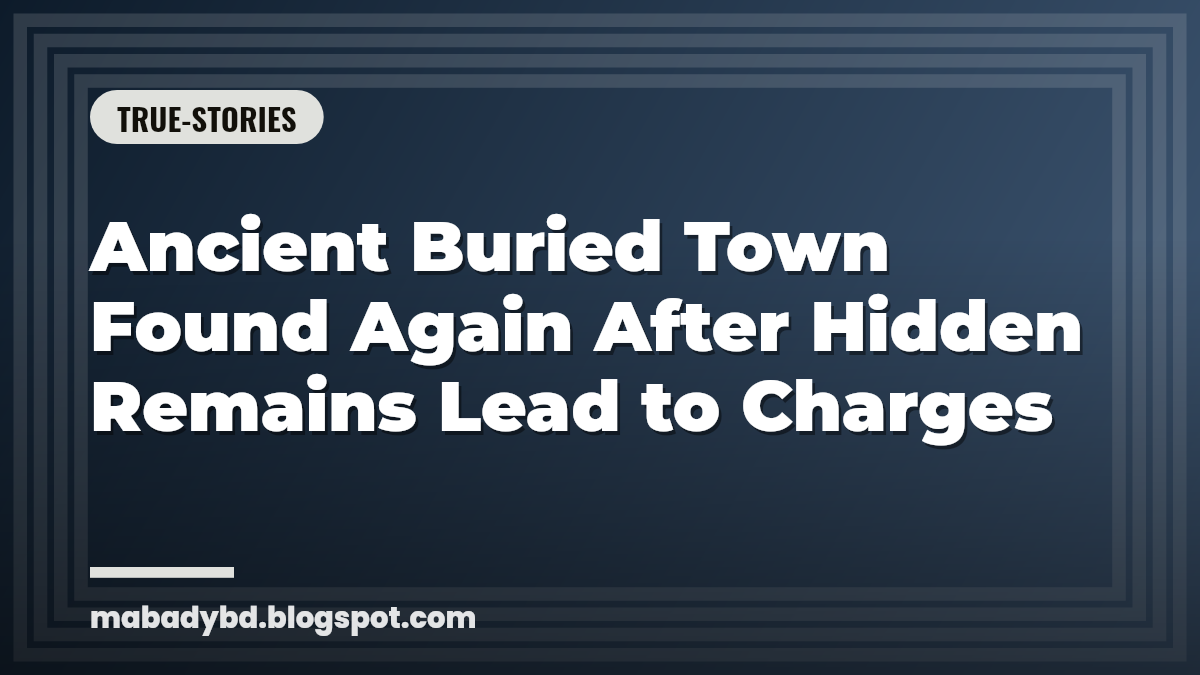 TRUE-STORIES
Ancient Buried Town
Found Again After Hidden
Remains Lead to Charges
mabadybd.blogspot.com